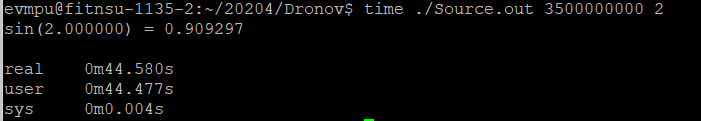 evmpu@fitnsu-1135-2:~/20204/Dronov$ time ./Source.out 3500000000 2
sin(2.000000) = 0.909297
real 0m44.580s
user 0m44.477s
sys 0m0.004s